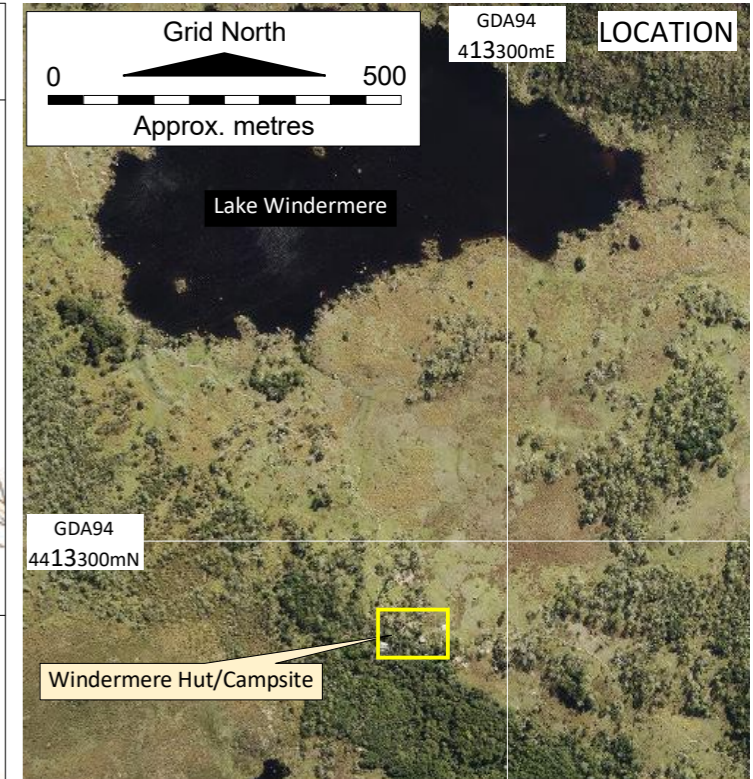 Grid North
0 500
Approx. metres
GDA94
413300mE
LOCATION
Lake Windermere
GDA94
4413300mN
Windermere Hut/Campsite